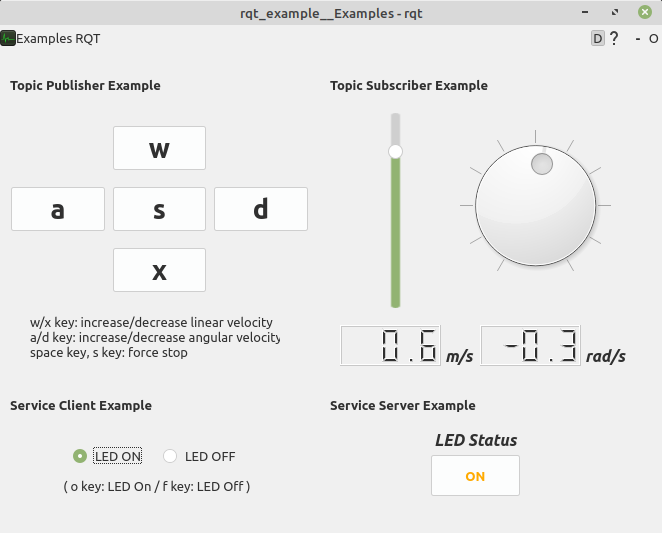 rqt_example__Examples - rqt
Examples RQT
D ? - O
Topic Publisher Example
Topic Subscriber Example
w
a s d
x
w/x key: increase/decrease linear velocity
a/d key: increase/decrease angular velocity
space key, s key: force stop
0.6 m/s -0.3 rad/s
Service Client Example
Service Server Example
LED ON LED OFF
( o key: LED On / f key: LED Off )
LED Status
ON